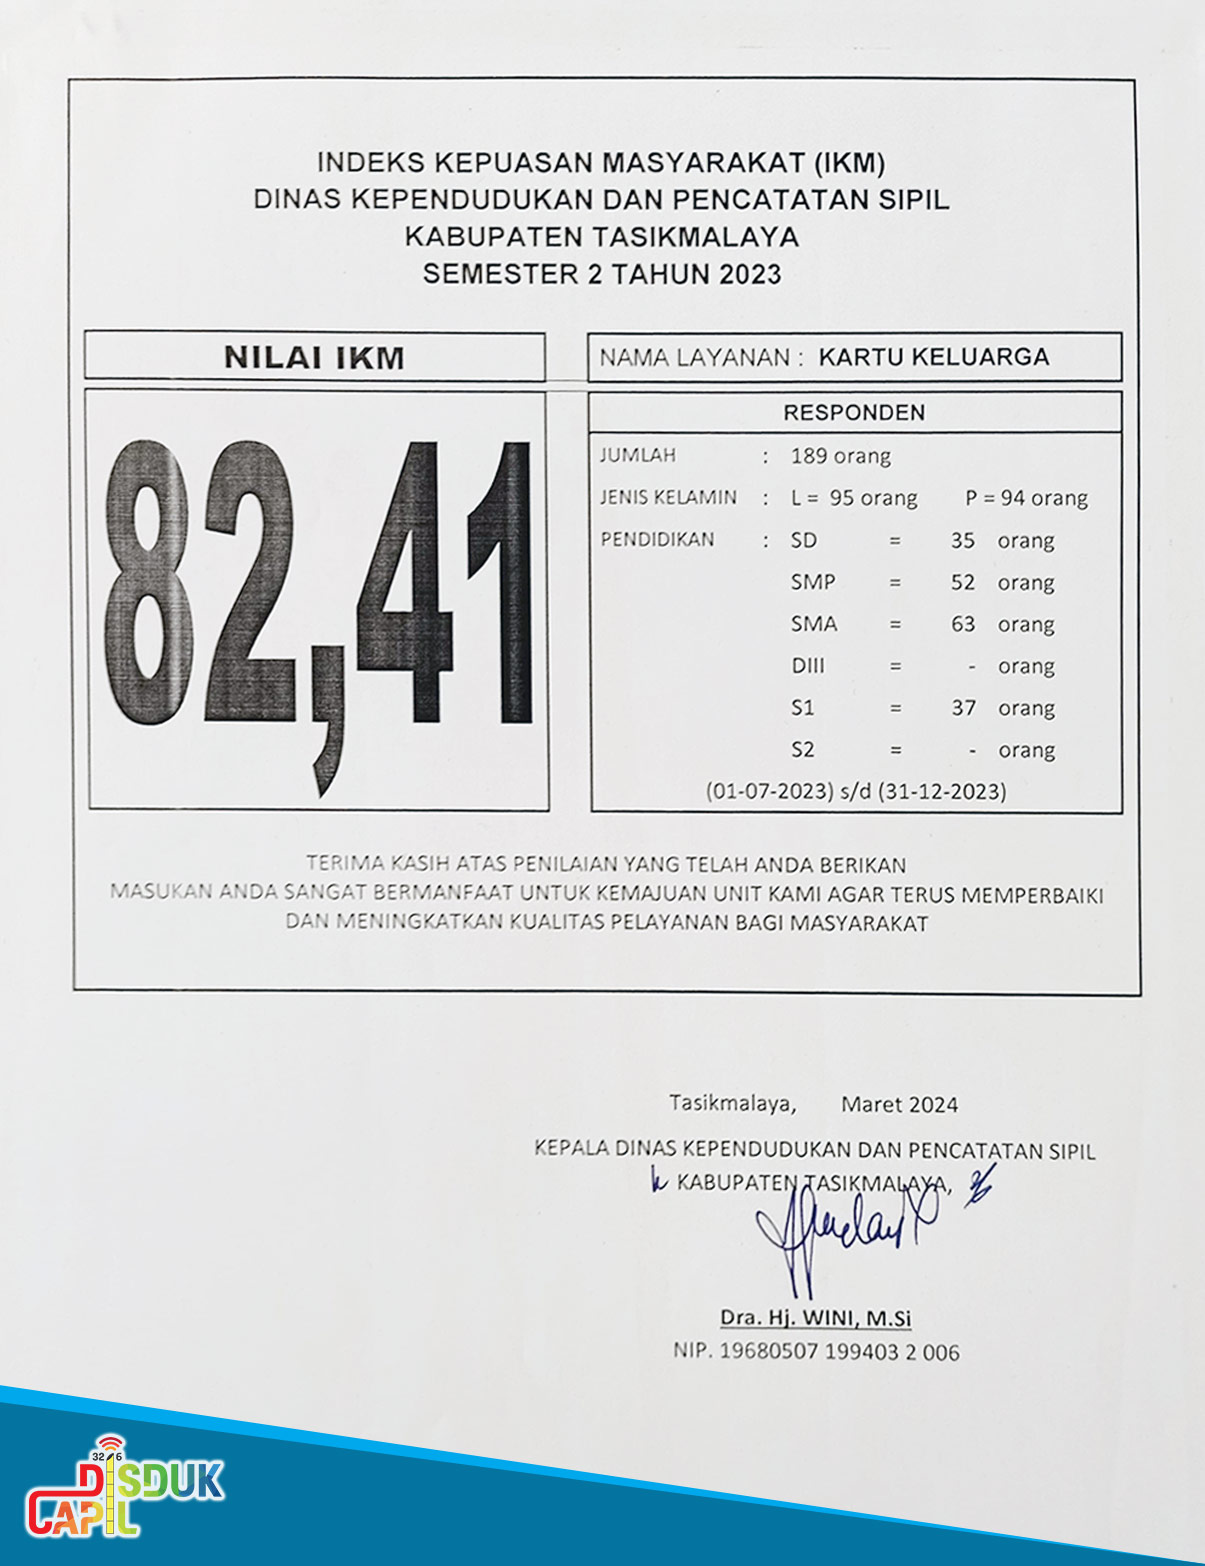 INDEKS KEPUASAN MASYARAKAT (IKM)
DINAS KEPENDUDUKAN DAN PENCATATAN SIPIL
KABUPATEN TASIKMALAYA
SEMESTER 2 TAHUN 2023
NILAI IKM
82,41
NAMA LAYANAN : KARTU KELUARGA
RESPONDEN
JUMLAH : 189 orang
JENIS KELAMIN : L = 95 orang P = 94 orang
PENDIDIKAN : SD = 35 orang
SMP = 52 orang
SMA = 63 orang
DIII = - orang
S1 = 37 orang
S2 = - orang
(01-07-2023) s/d (31-12-2023)
TERIMA KASIH ATAS PENILAIAN YANG TELAH ANDA BERIKAN
MASUKAN ANDA SANGAT BERMANFAAT UNTUK KEMAJUAN UNIT KAMI AGAR TERUS MEMPERBAIKI
DAN MENINGKATKAN KUALITAS PELAYANAN BAGI MASYARAKAT
Tasikmalaya, Maret 2024
KEPALA DINAS KEPENDUDUKAN DAN PENCATATAN SIPIL
KABUPATEN TASIKMALAYA,
Dra. Hj. WINI, M.Si
NIP. 19680507 199403 2 006
32 6
DISDUK
CAPIL